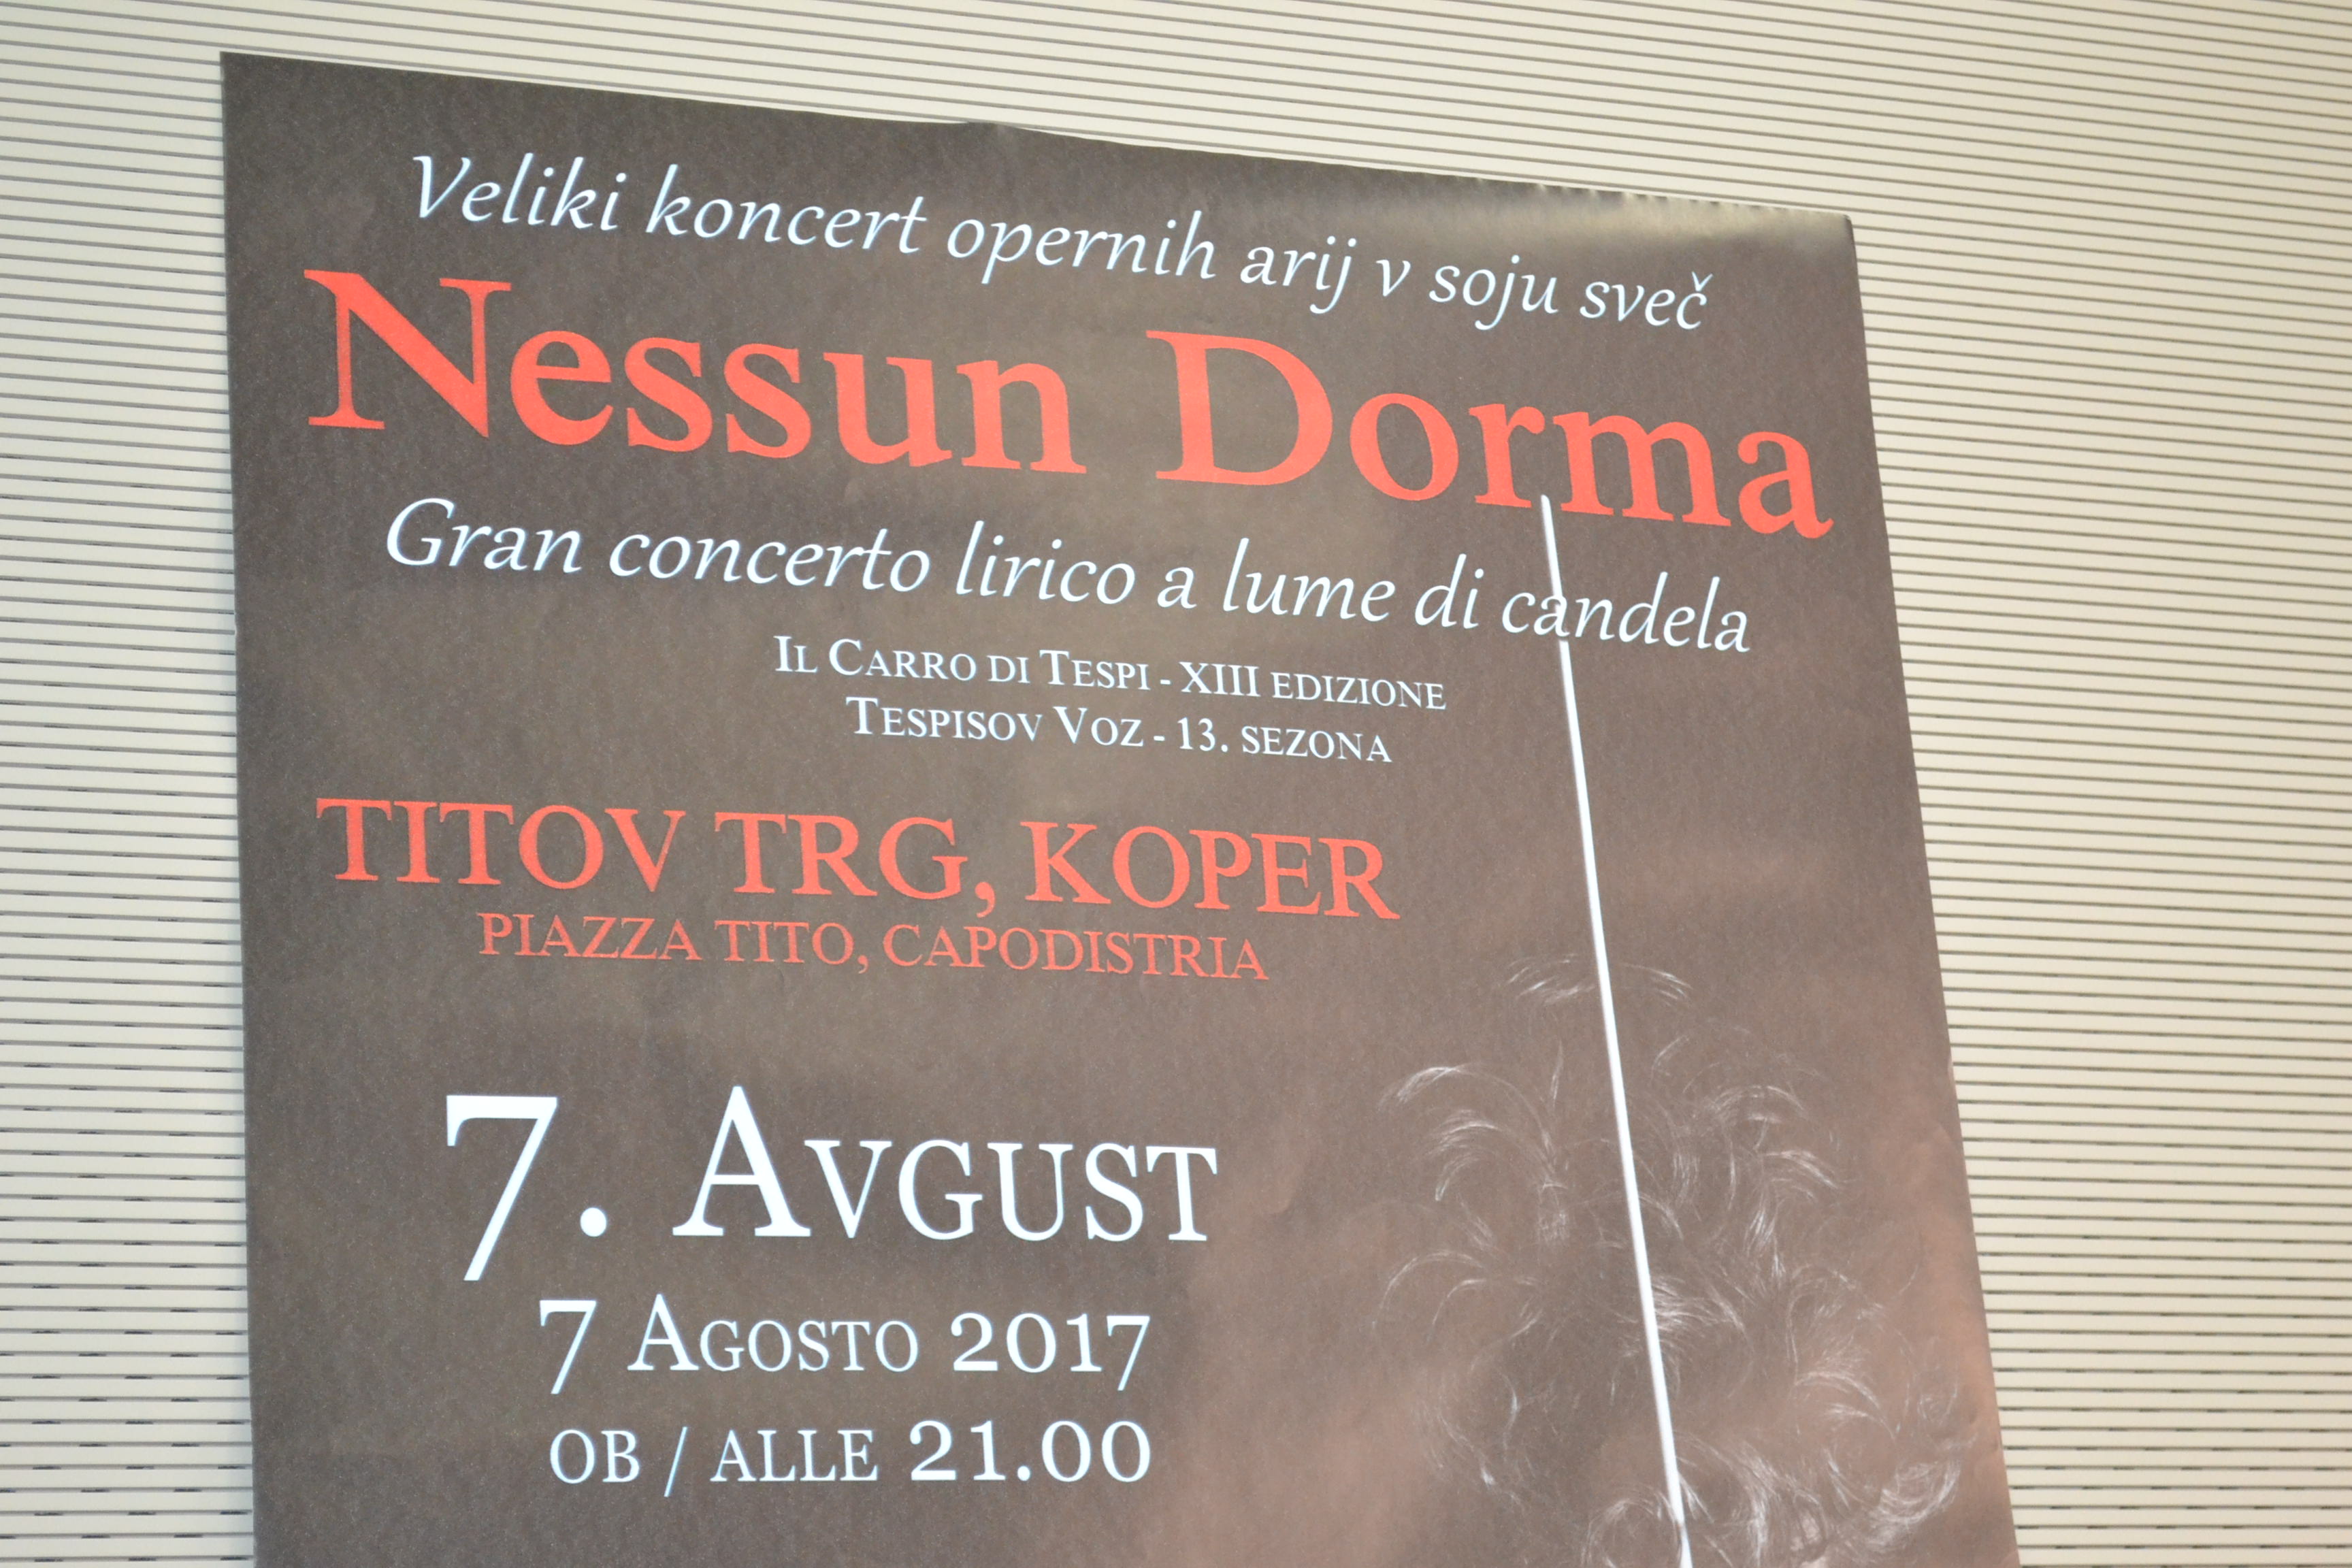 Veliki koncert opernih arij v soju sveč
Nessun Dorma
Gran concerto lirico a lume di candela
Il Carro di Tespi - XIII edizione
Tespisov Voz - 13. sezona
TITOV TRG, KOPER
PIAZZA TITO, CAPODISTRIA
7. Avgust
7 Agosto 2017
OB / ALLE 21.00